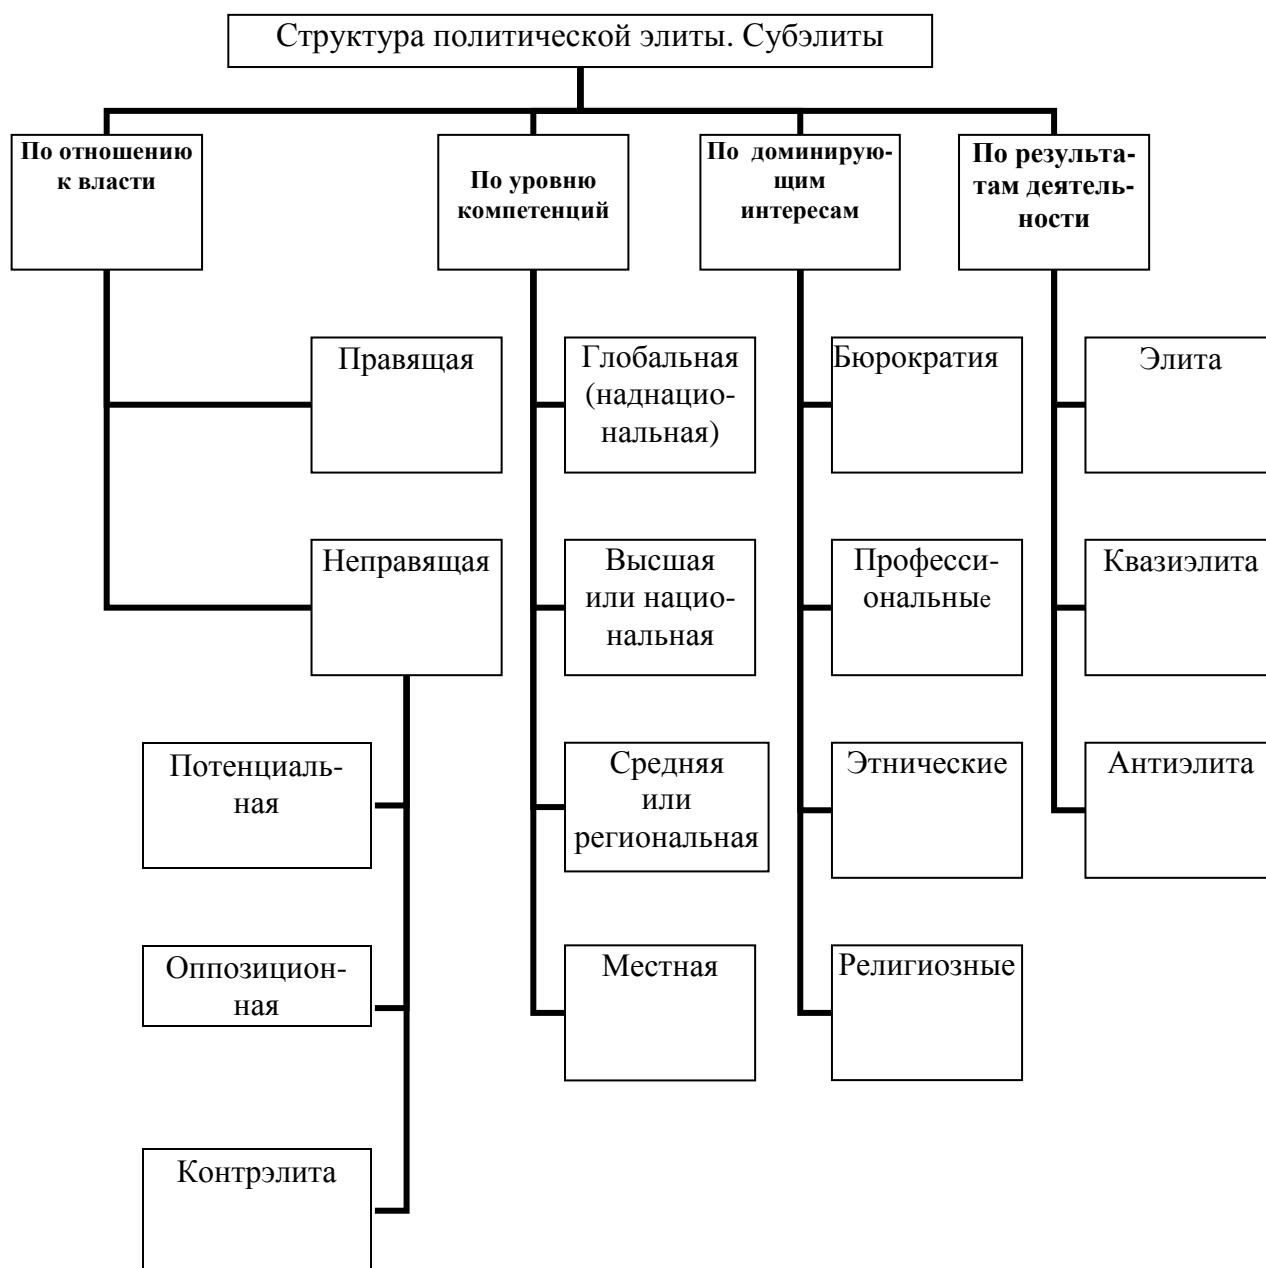 Структура политической элиты. Субэлиты
По отношению
к власти
По уровню
компетенций
По доминирую-
щим
интересам
По результа-
там деятель-
ности
Правящая
Неправящая
Потенциаль-
ная
Оппозицион-
ная
Контрэлита
Глобальная
(наднацио-
нальная)
Высшая
или нацио-
нальная
Средняя
или
региональная
Местная
Бюрократия
Професси-
ональные
Этнические
Религиозные
Элита
Квазиэлита
Антиэлита